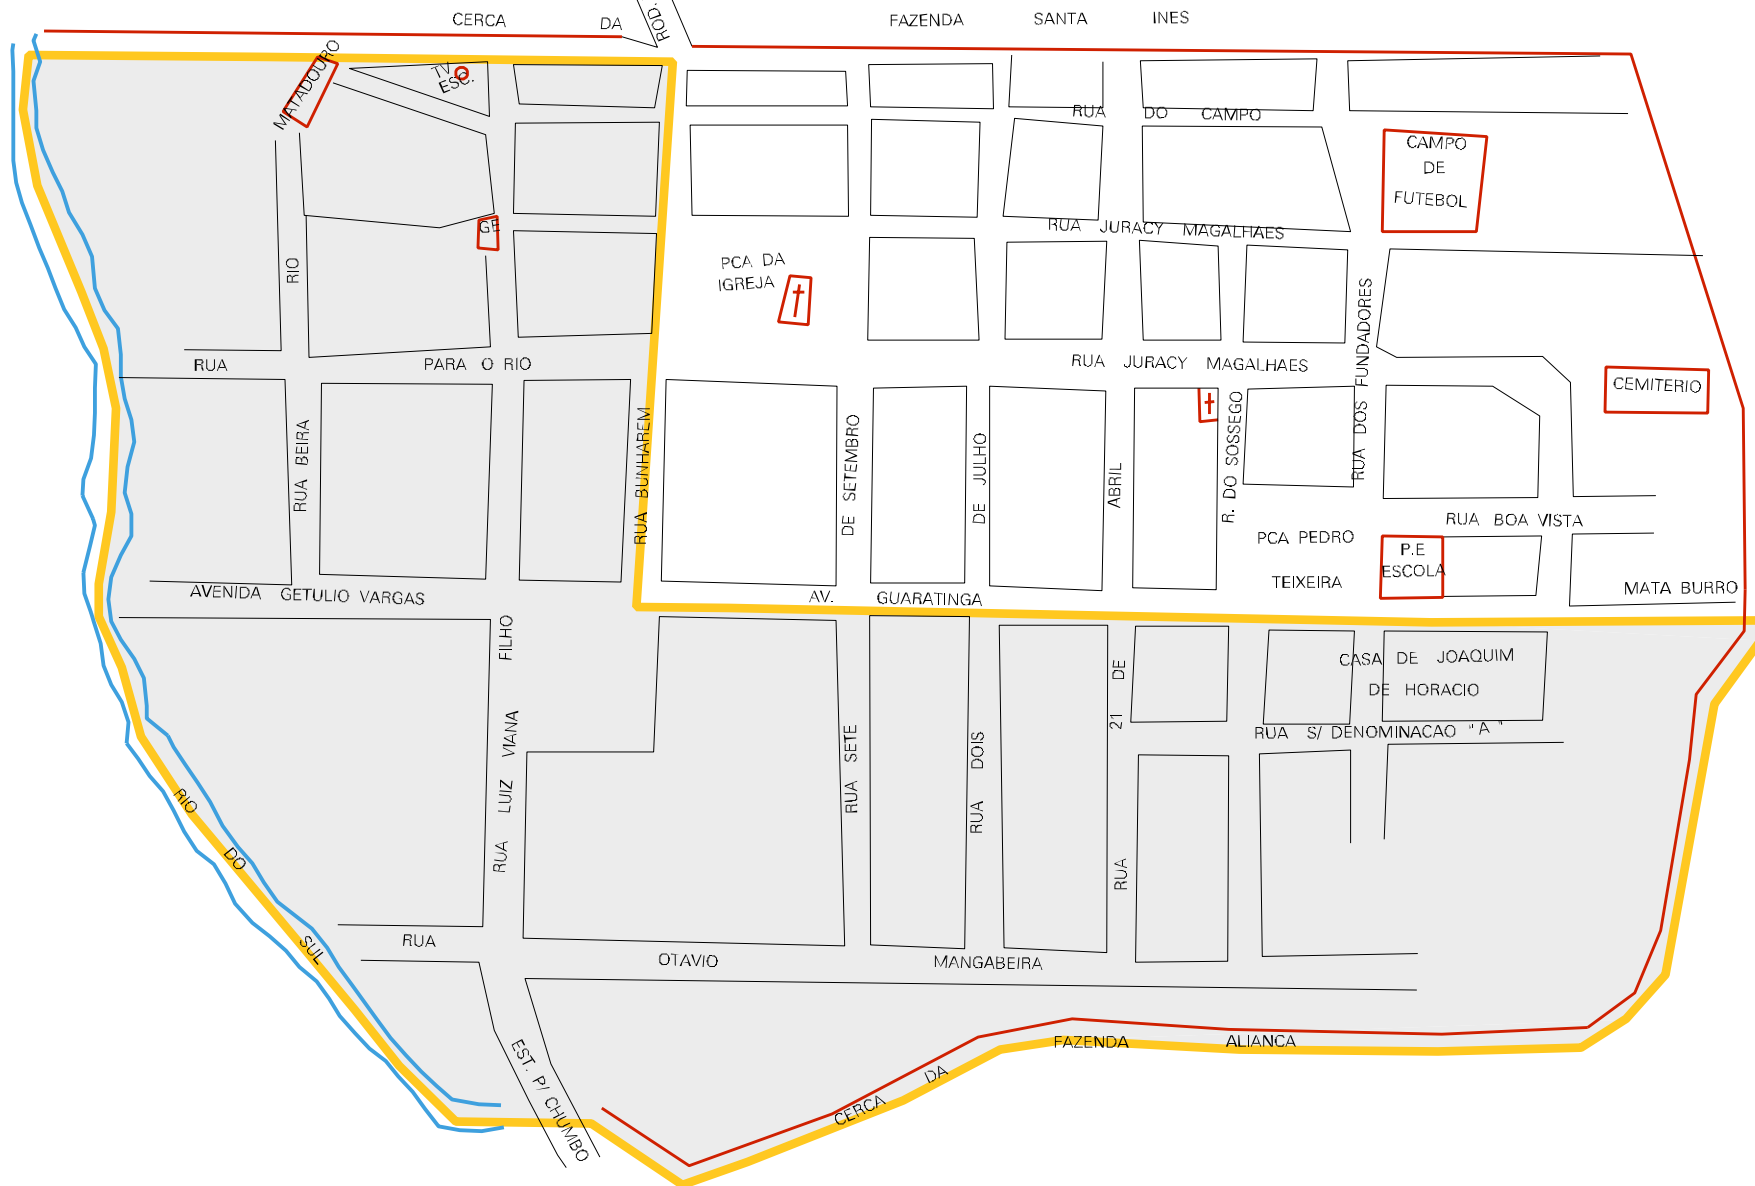 CERCA DA FAZENDA SANTA INES
ROD.
MATADOURO
TV
ESC.
RUA DO CAMPO
CAMPO
DE
FUTEBOL
GE
RUA JURACY MAGALHAES
PCA DA
IGREJA
RIO
RUA PARA O RIO
RUA JURACY MAGALHAES
RUA DOS FUNDADORES
CEMITERIO
RUA BEIRA
RUA BUNHAREM
DE SETEMBRO
DE JULHO
ABRIL
R. DO SOSSEGO
RUA BOA VISTA
PCA PEDRO
TEIXEIRA
P.E
ESCOLA
MATA BURRO
AVENIDA GETULIO VARGAS
AV. GUARATINGA
RUA LUIZ VIANA FILHO
RUA SETE
RUA DOIS
RUA 21 DE
CASA DE JOAQUIM
DE HORACIO
RUA S/ DENOMINACAO "A"
RIO DO SUL
RUA OTAVIO MANGABEIRA
EST. P/ CHUMBO
CERCA DA FAZENDA ALIANCA